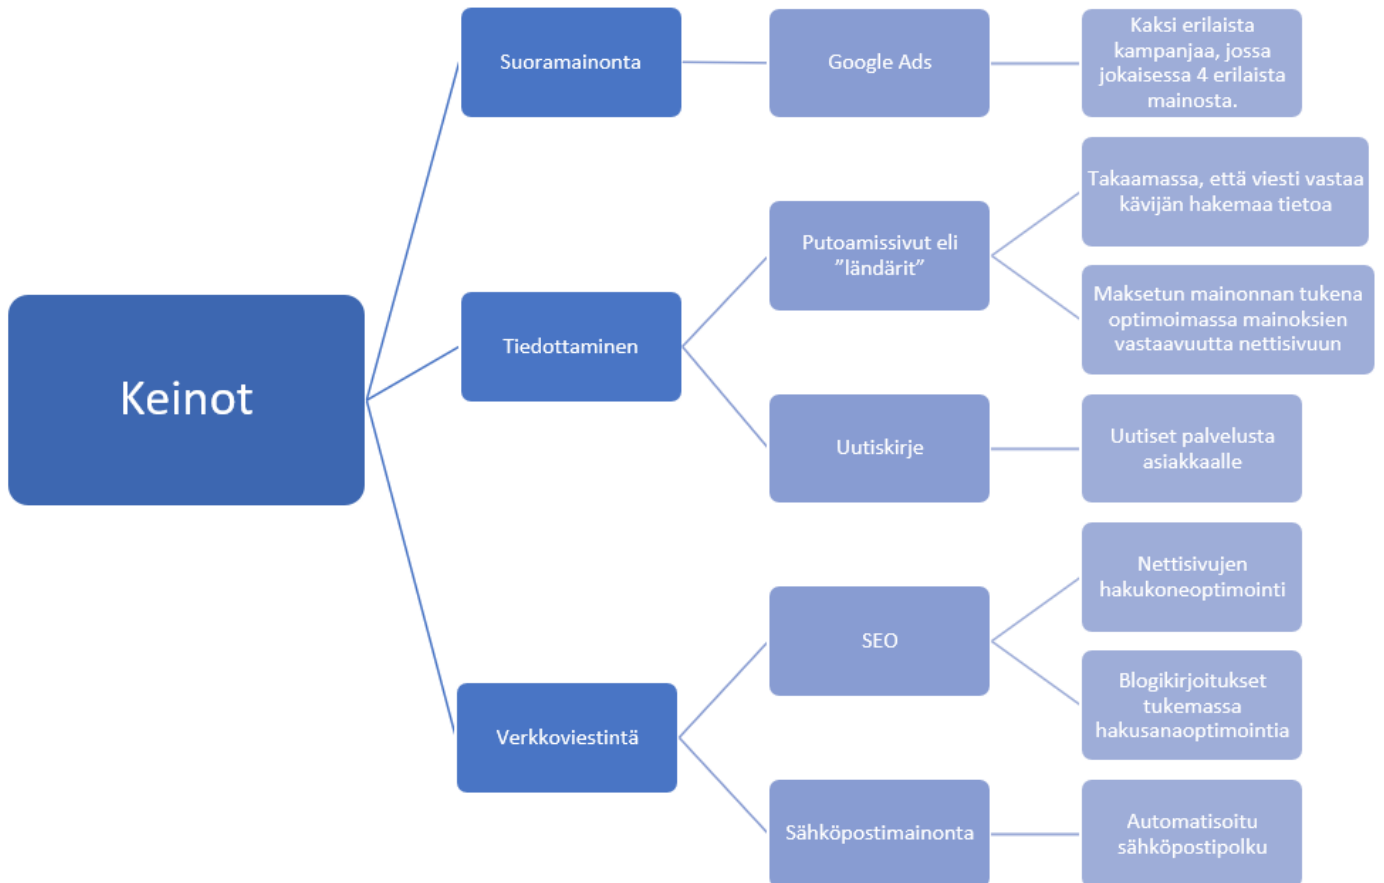 Keinot
Suoramainonta
Google Ads
Kaksi erilaista
kampanjaa, jossa
jokaisessa 4 erilaista
mainosta.
Tiedottaminen
Putoamissivut eli
”ländärit”
Takaamassa, että viesti vastaa
kävijän hakemaa tietoa
Maksetun mainonnan tukena
optimoimassa mainoksien
vastaavuutta nettisivuun
Uutiskirje
Uutiset palvelusta
asiakkaalle
Verkkoviestintä
SEO
Nettisivujen
hakukoneoptimointi
Blogikirjoitukset
tukemassa
hakusanaoptimointia
Sähköpostimainonta
Automatisoitu
sähköpostipolku